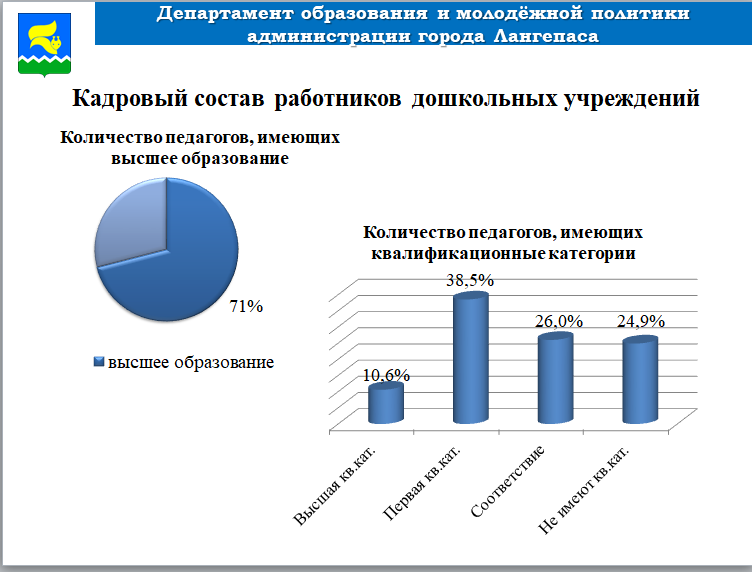 Департамент образования и молодёжной политики
администрации города Лангепаса
Кадровый состав работников дошкольных учреждений
Количество педагогов, имеющих
высшее образование
71%
высшее образование
Количество педагогов, имеющих
квалификационные категории
10,6%
38,5%
26,0%
24,9%
Высшая кв.кат.
Первая кв.кат.
Соответствие
Не имеют кв.кат.